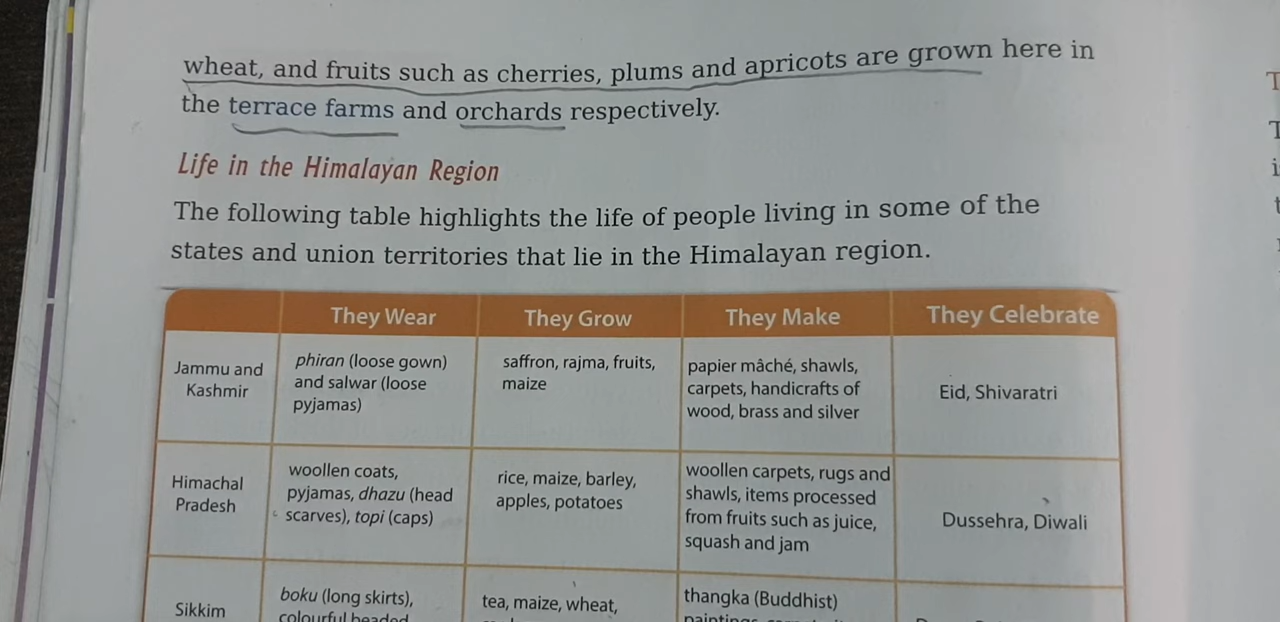 wheat, and fruits such as cherries, plums and apricots are grown here in
the terrace farms and orchards respectively.
Life in the Himalayan Region
The following table highlights the life of people living in some of the
states and union territories that lie in the Himalayan region.
They Wear They Grow They Make They Celebrate
Jammu and
Kashmir
phiran (loose gown)
and salwar (loose
pyjamas)
saffron, rajma, fruits,
maize
papier mâché, shawls,
carpets, handicrafts of
wood, brass and silver
Eid, Shivaratri
Himachal
Pradesh
woollen coats,
pyjamas, dhazu (head
scarves), topi (caps)
rice, maize, barley,
apples, potatoes
woollen carpets, rugs and
shawls, items processed
from fruits such as juice,
squash and jam
Dussehra, Diwali
Sikkim
boku (long skirts),
colourful beaded
tea, maize, wheat,
thangka (Buddhist)